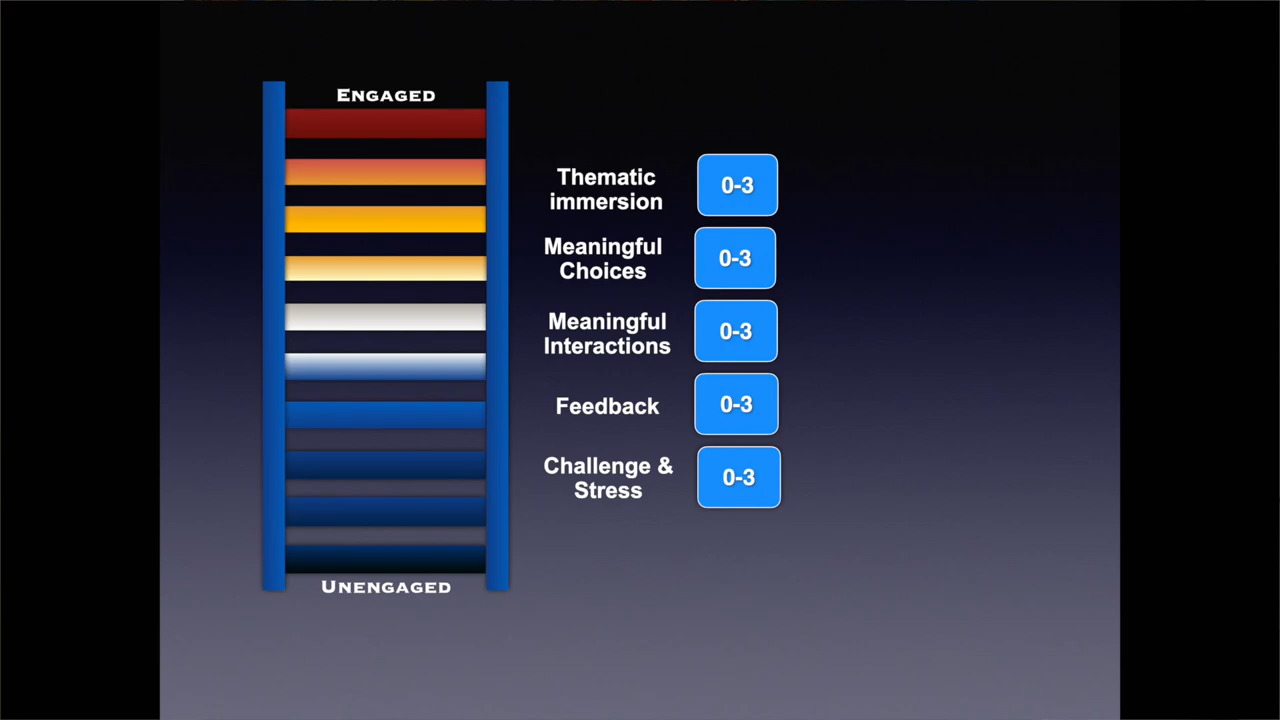 ENGAGED
Thematic
immersion
0-3
Meaningful
Choices
0-3
Meaningful
Interactions
0-3
Feedback
0-3
Challenge &
Stress
0-3
UNENGAGED